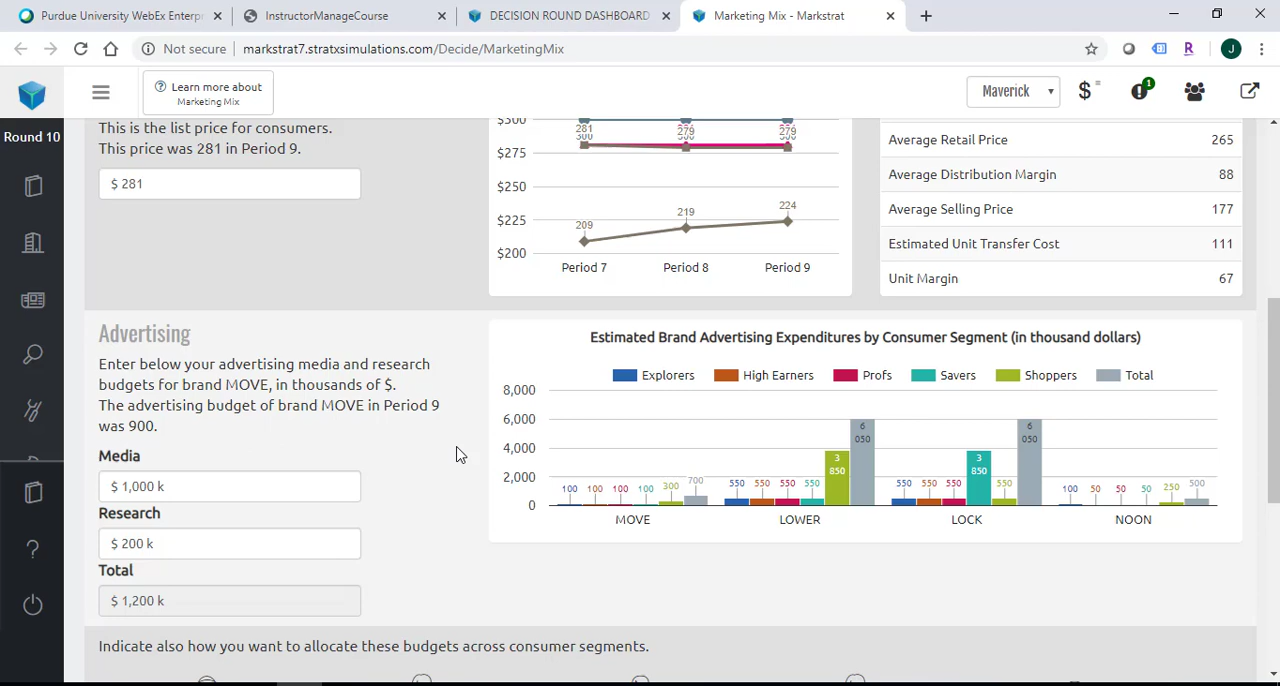 Purdue University WebEx Enterpr
InstructorManageCourse
DECISION ROUND DASHBOARD
Marketing Mix - Markstrat
Not secure
markstrat7.stratxsimulations.com/Decide/MarketingMix
R
J
Learn more about
Marketing Mix
Maverick
$ =
1
Round 10
This is the list price for consumers.
This price was 281 in Period 9.
$ 281
$300
$275
$250
$225
$200
281
279
279
209
219
224
Period 7
Period 8
Period 9
Average Retail Price 265
Average Distribution Margin 88
Average Selling Price 177
Estimated Unit Transfer Cost 111
Unit Margin 67
Advertising
Enter below your advertising media and research
budgets for brand MOVE, in thousands of $.
The advertising budget of brand MOVE in Period 9
was 900.
Media
$ 1,000 k
Research
$ 200 k
Total
$ 1,200 k
Estimated Brand Advertising Expenditures by Consumer Segment (in thousand dollars)
Explorers High Earners Profs Savers Shoppers Total
8,000
6,000
4,000
2,000
0
100 100 100 100 300 700
550 550 550 550 3 850 6 050
550 550 550 3 850 550 6 050
100 50 50 50 250 500
MOVE LOWER LOCK NOON
Indicate also how you want to allocate these budgets across consumer segments.